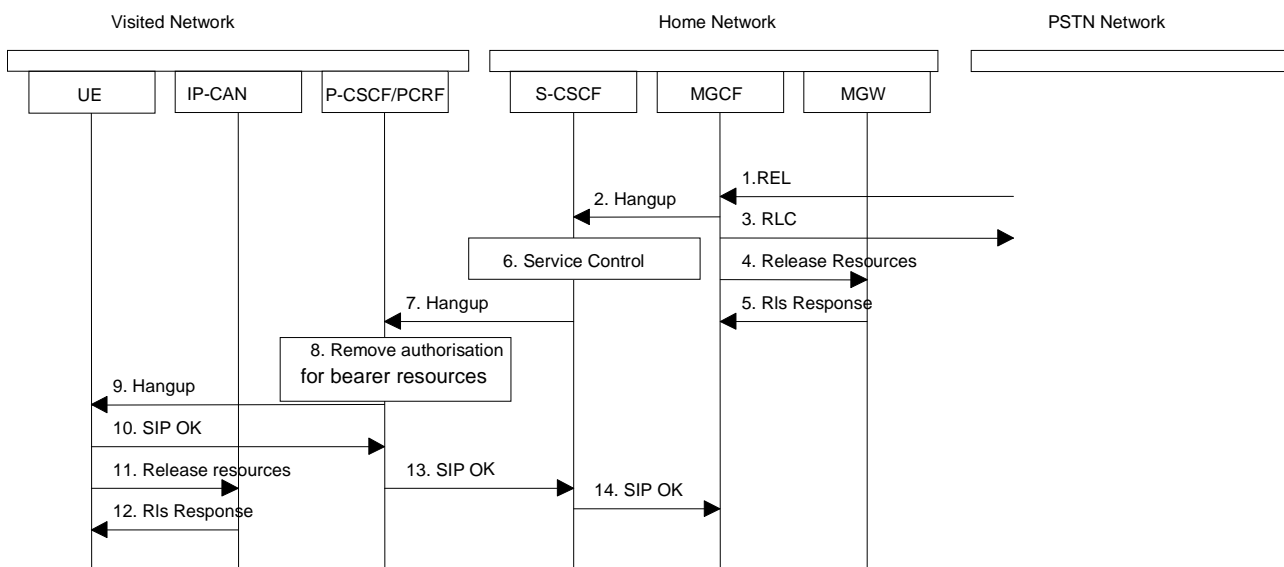 Visited Network
Home Network
PSTN Network
UE
IP-CAN
P-CSCF/PCRF
S-CSCF
MGCF
MGW
1.REL
2. Hangup
3. RLC
6. Service Control
4. Release Resources
7. Hangup
5. Rls Response
8. Remove authorisation
for bearer resources
9. Hangup
10. SIP OK
11. Release resources
13. SIP OK
14. SIP OK
12. Rls Response